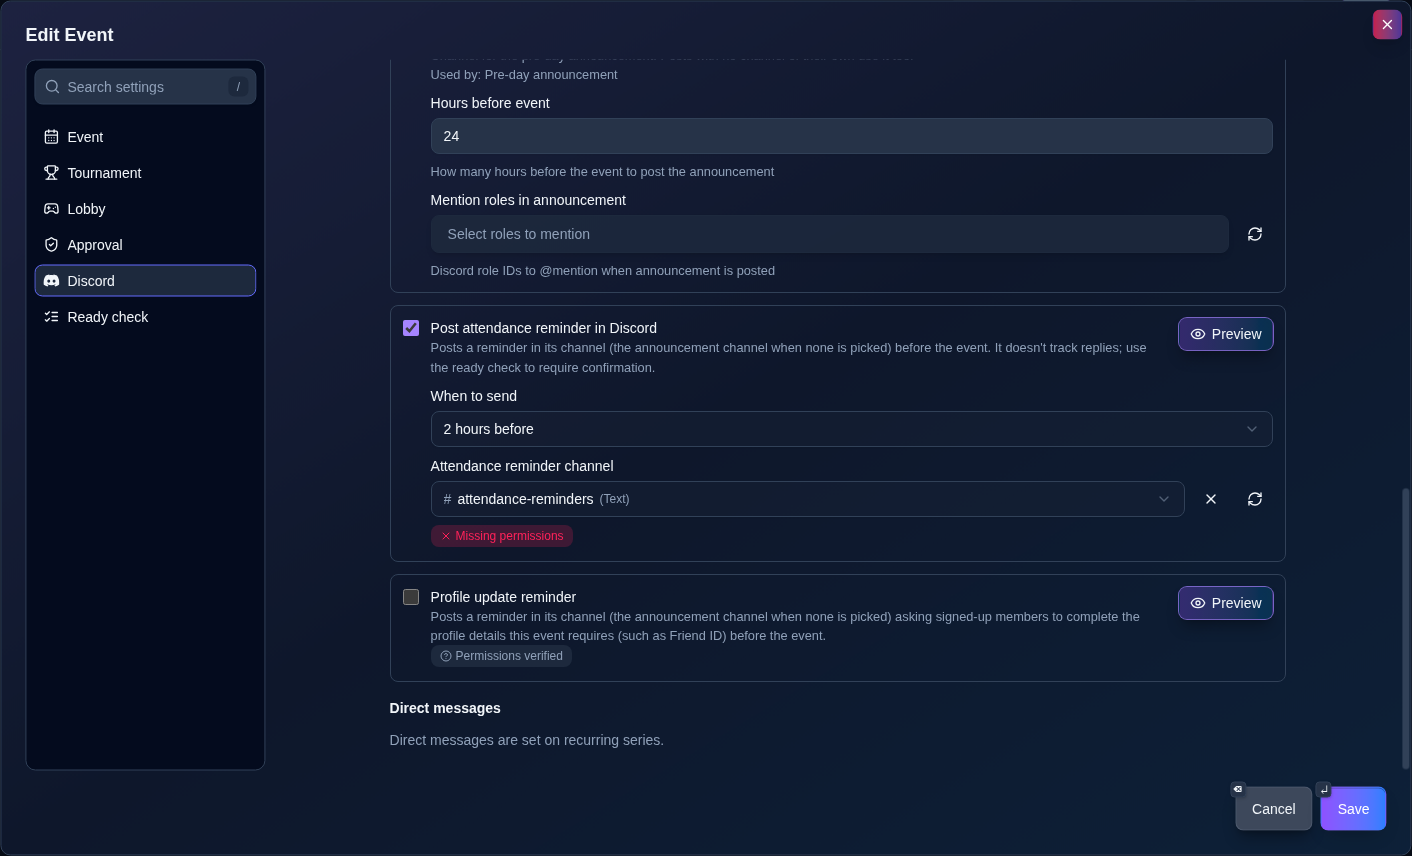 Edit Event
Search settings /
Event
Tournament
Lobby
Approval
Discord
Ready check
Used by: Pre-day announcement
Hours before event
24
How many hours before the event to post the announcement
Mention roles in announcement
Select roles to mention
Discord role IDs to @mention when announcement is posted
Post attendance reminder in Discord
Preview
Posts a reminder in its channel (the announcement channel when none is picked) before the event. It doesn't track replies; use
the ready check to require confirmation.
When to send
2 hours before
Attendance reminder channel
# attendance-reminders (Text)
Missing permissions
Profile update reminder
Preview
Posts a reminder in its channel (the announcement channel when none is picked) asking signed-up members to complete the
profile details this event requires (such as Friend ID) before the event.
Permissions verified
Direct messages
Direct messages are set on recurring series.
Cancel
Save